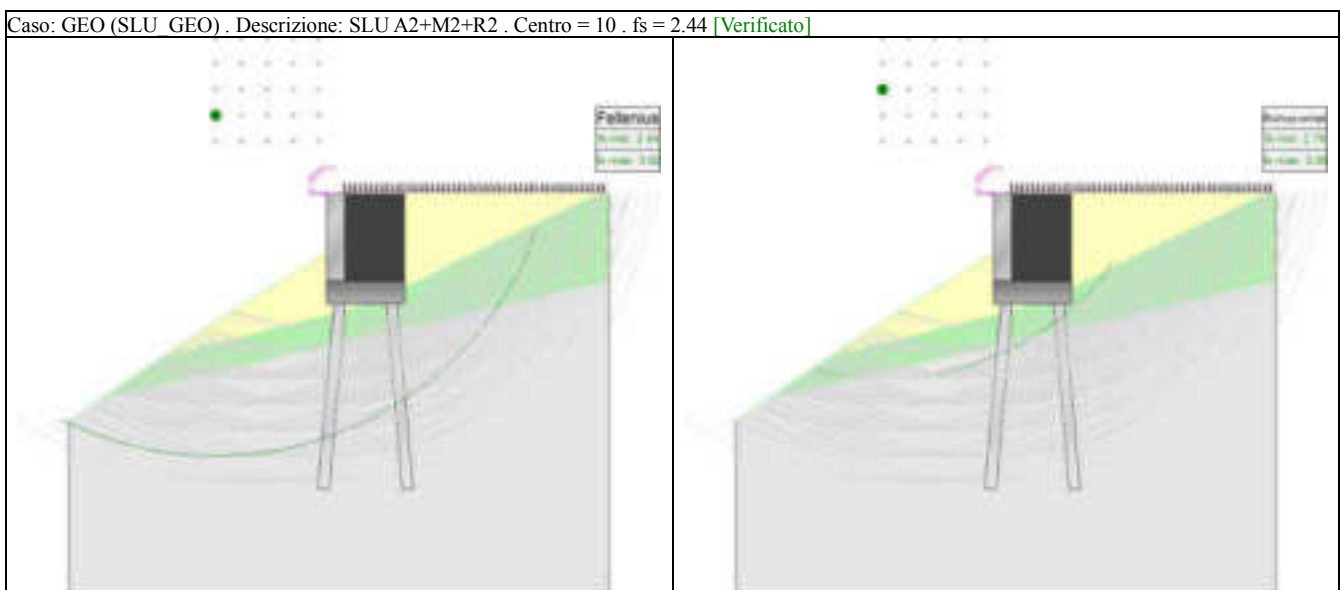 Caso: GEO (SLU_GEO) . Descrizione: SLU A2+M2+R2 . Centro = 10 . fs = 2.44 [Verificato]
Fellenius